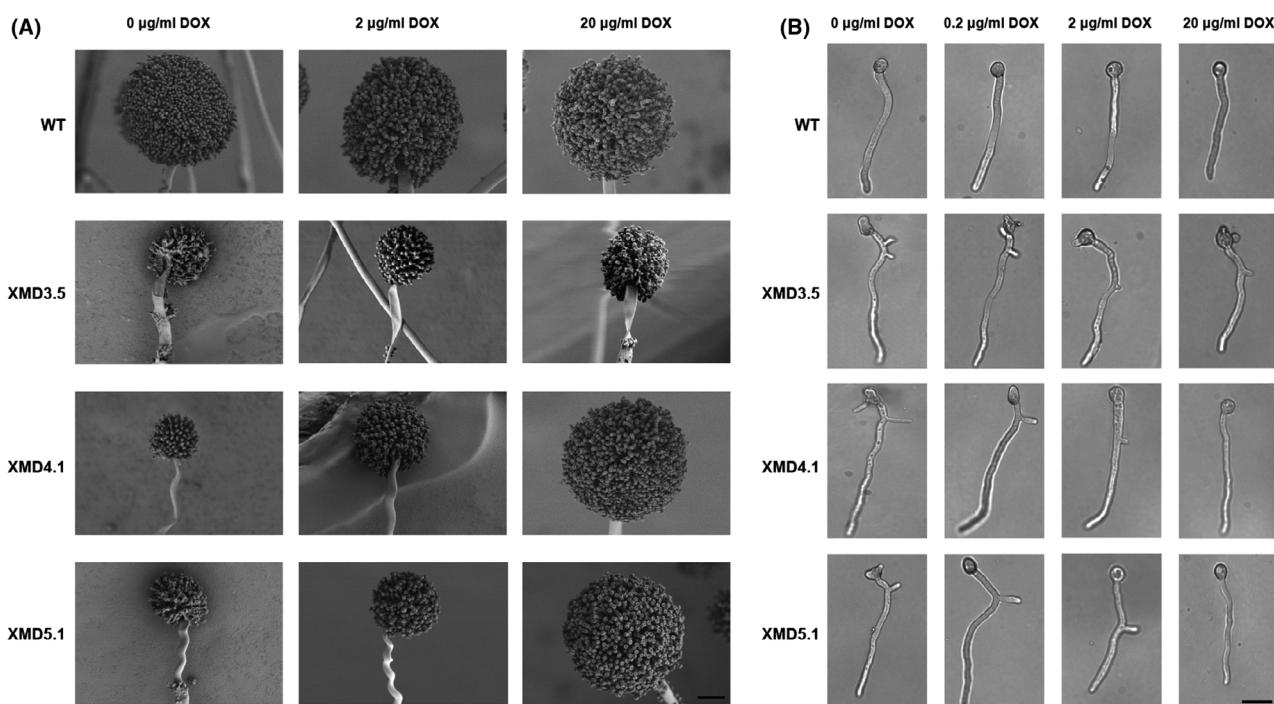 (A) 0 µg/ml DOX 2 µg/ml DOX 20 µg/ml DOX
WT
XMD3.5
XMD4.1
XMD5.1
(B) 0 µg/ml DOX 0.2 µg/ml DOX 2 µg/ml DOX 20 µg/ml DOX
WT
XMD3.5
XMD4.1
XMD5.1